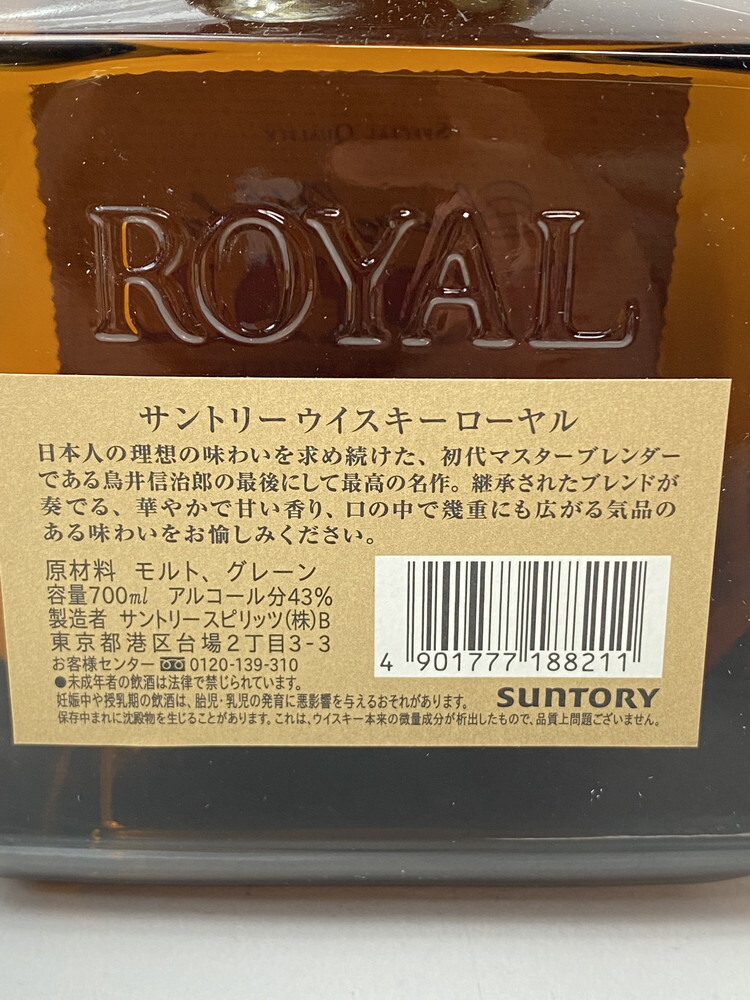 SPECIAL QUALITY
ROYAL
サントリーウイスキーローヤル
日本人の理想の味わいを求め続けた、初代マスターブレンダー
である鳥井信治郎の最後にして最高の名作。継承されたブレンドが
奏でる、華やかで甘い香り、口の中で幾重にも広がる気品の
ある味わいをお愉しみください。
原材料 モルト、グレーン
容量700ml アルコール分43%
製造者 サントリースピリッツ(株)B
東京都港区台場2丁目3-3
お客様センター 0120-139-310
●未成年者の飲酒は法律で禁じられています。
妊娠中や授乳期の飲酒は、胎児・乳児の発育に悪影響を与えるおそれがあります。
保存中まれに沈殿物を生じることがあります。これは、ウイスキー本来の微量成分が析出したもので、品質上問題ございません。
4 901777 188211
SUNTORY